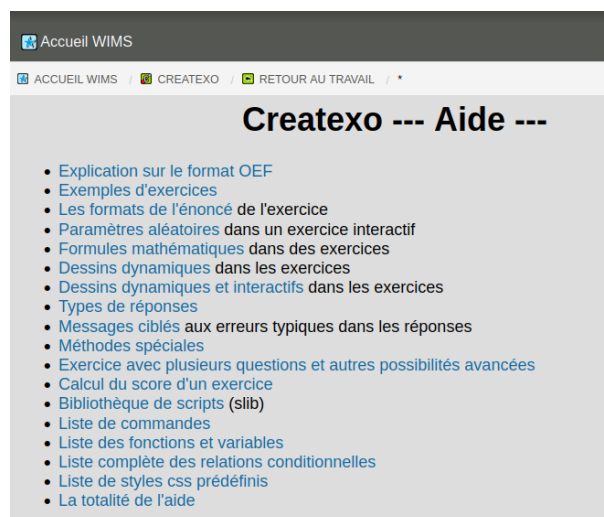 Accueil WIMS
ACCUEIL WIMS / CREATEXO / RETOUR AU TRAVAIL / *
Createxo --- Aide ---
• Explication sur le format OEF
• Exemples d'exercices
• Les formats de l'énoncé de l'exercice
• Paramètres aléatoires dans un exercice interactif
• Formules mathématiques dans des exercices
• Dessins dynamiques dans les exercices
• Dessins dynamiques et interactifs dans les exercices
• Types de réponses
• Messages ciblés aux erreurs typiques dans les réponses
• Méthodes spéciales
• Exercice avec plusieurs questions et autres possibilités avancées
• Calcul du score d'un exercice
• Bibliothèque de scripts (slib)
• Liste de commandes
• Liste des fonctions et variables
• Liste complète des relations conditionnelles
• Liste de styles css prédéfinis
• La totalité de l'aide